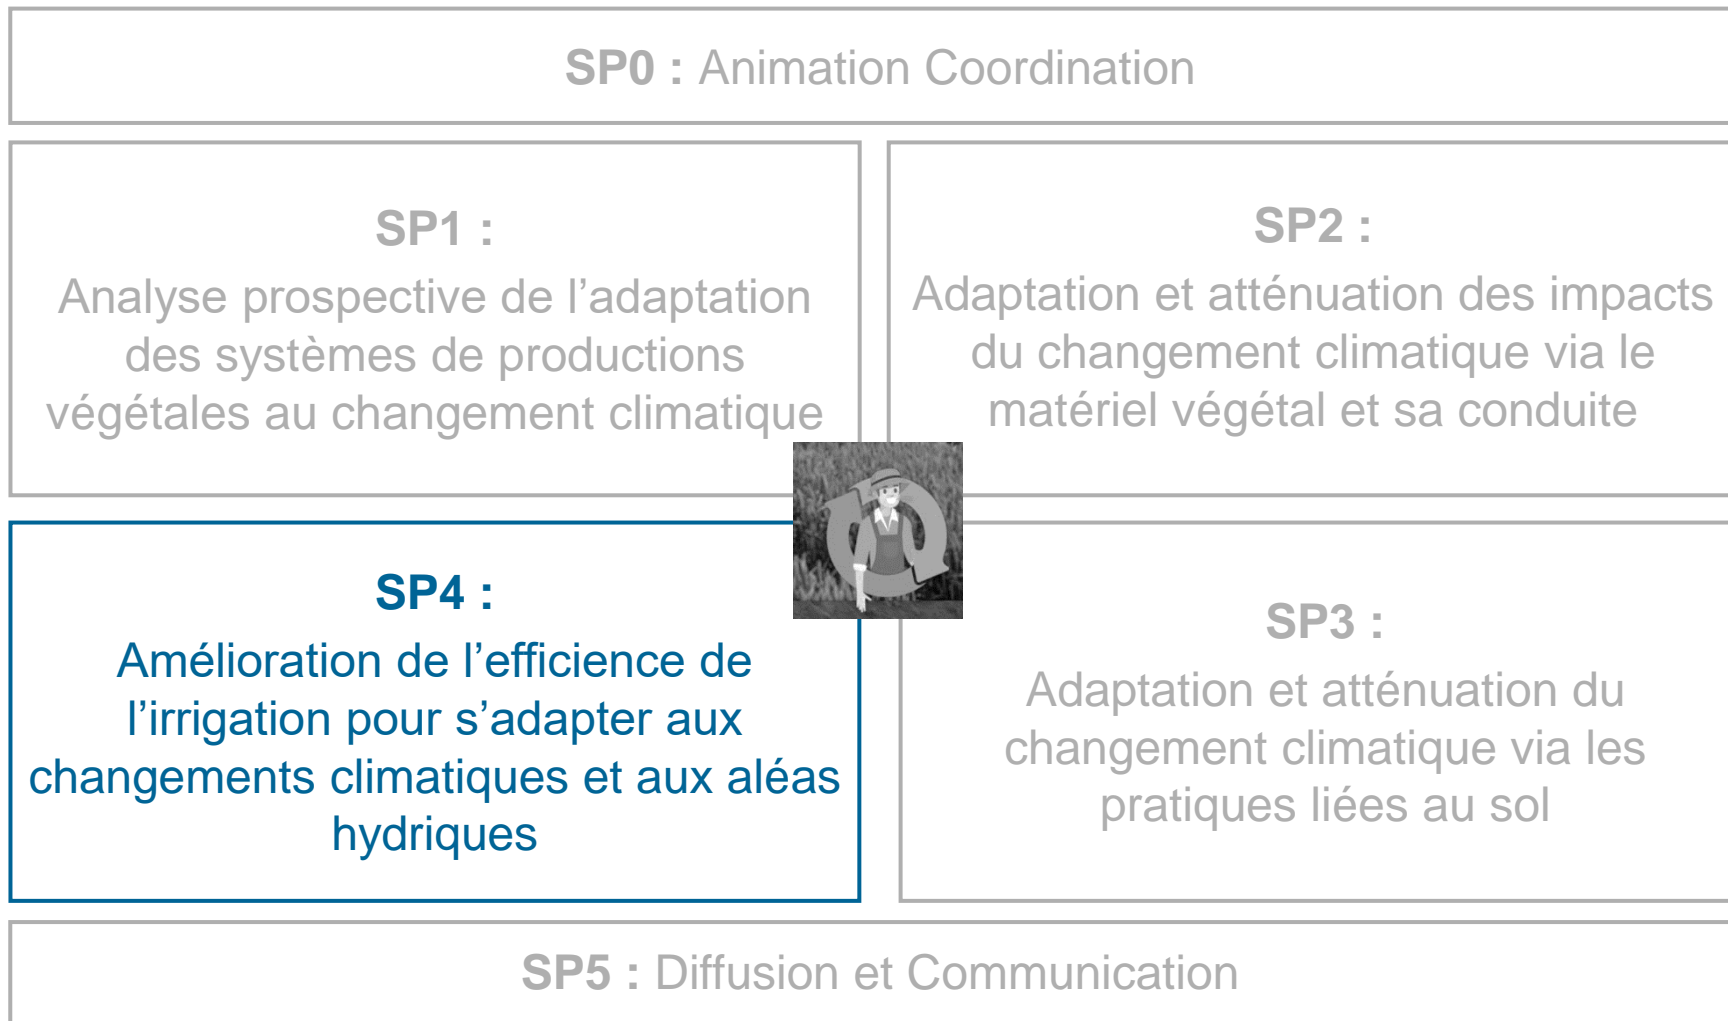 SP0 : Animation Coordination
SP1 :
Analyse prospective de l’adaptation
des systèmes de productions
végétales au changement climatique
SP2 :
Adaptation et atténuation des impacts
du changement climatique via le
matériel végétal et sa conduite
SP4 :
Amélioration de l’efficience de
l’irrigation pour s’adapter aux
changements climatiques et aux aléas
hydriques
SP3 :
Adaptation et atténuation du
changement climatique via les
pratiques liées au sol
SP5 : Diffusion et Communication